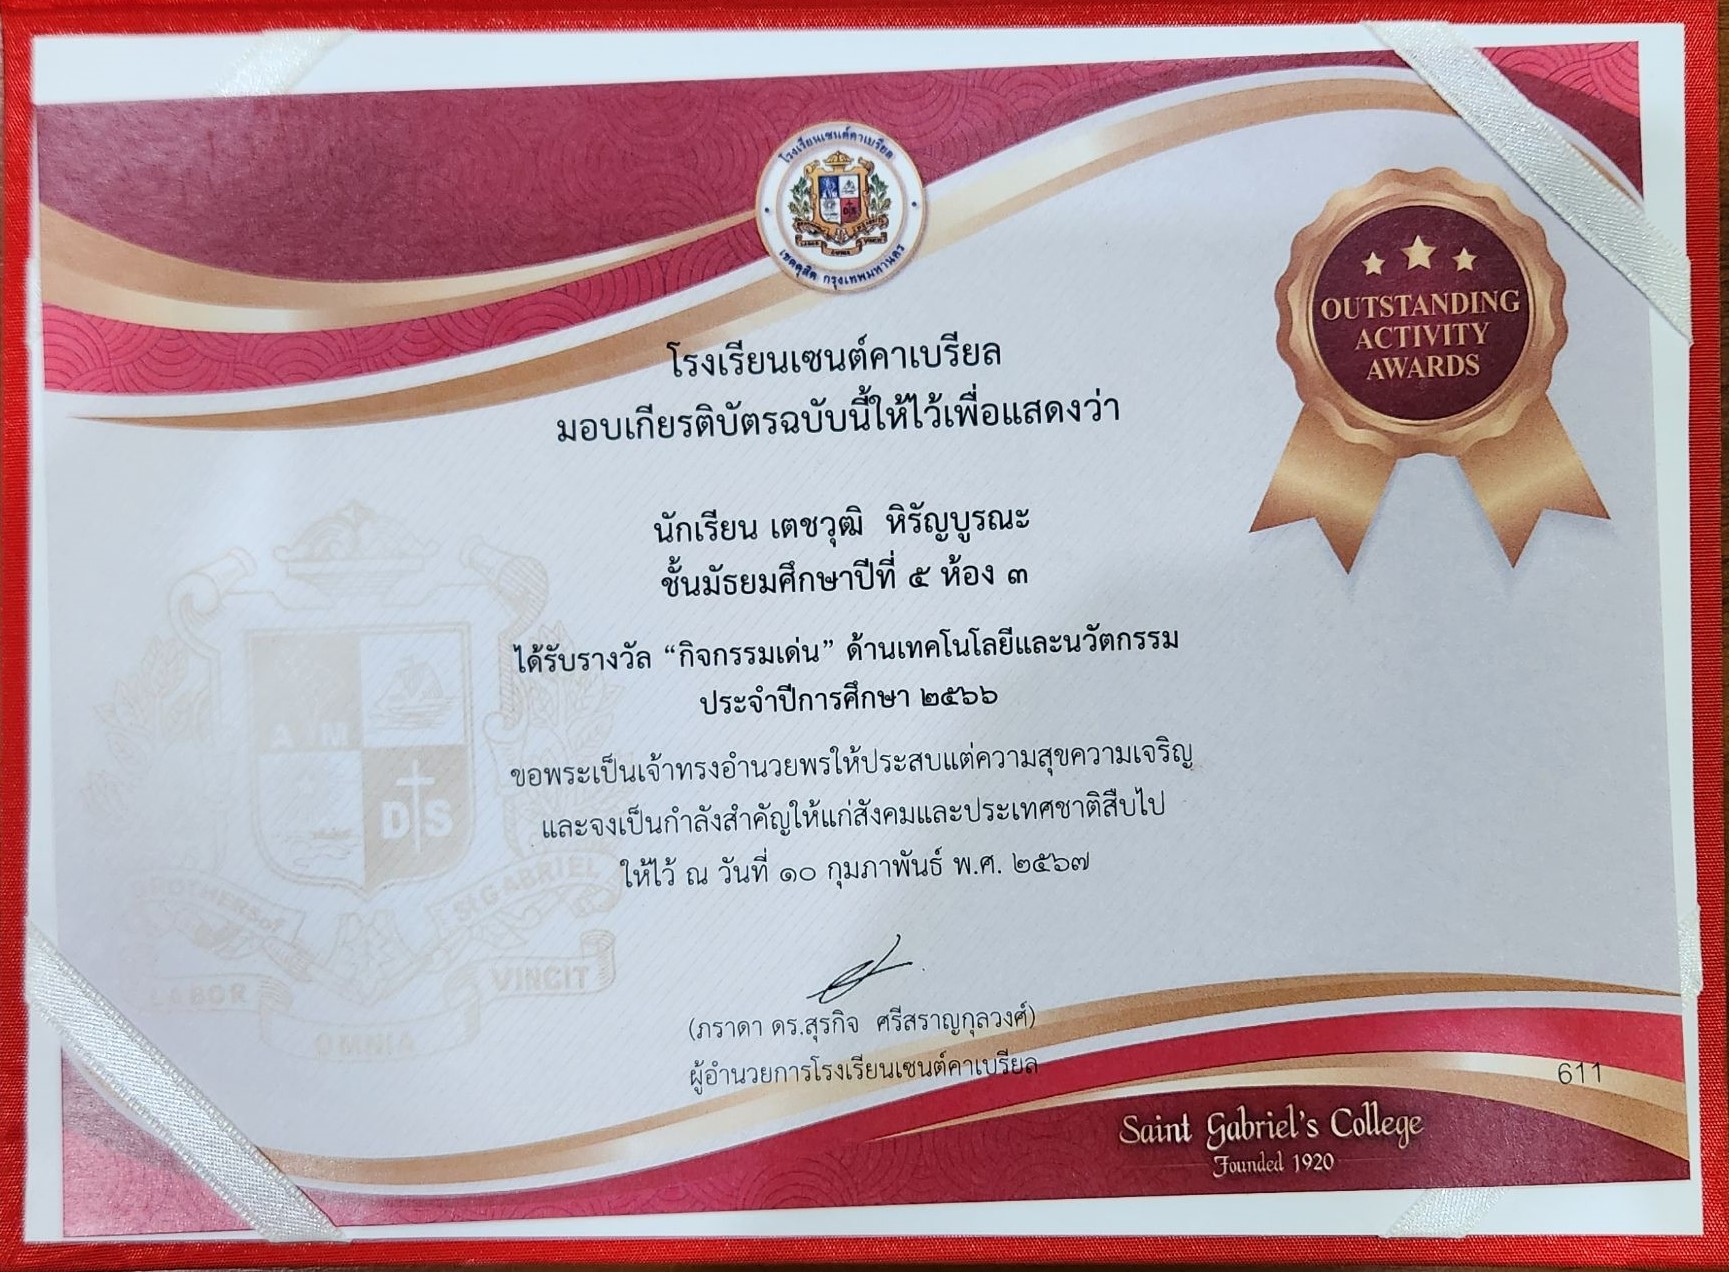 โรงเรียนเซนต์คาเบรียล
เขตดุสิต กรุงเทพมหานคร
OUTSTANDING
ACTIVITY
AWARDS
โรงเรียนเซนต์คาเบรียล
มอบเกียรติบัตรฉบับนี้ให้ไว้เพื่อแสดงว่า
นักเรียน เตชวุฒิ หิรัญบูรณะ
ชั้นมัธยมศึกษาปีที่ ๕ ห้อง ๓
ได้รับรางวัล “กิจกรรมเด่น” ด้านเทคโนโลยีและนวัตกรรม
ประจำปีการศึกษา ๒๕๖๖
ขอพระเป็นเจ้าทรงอำนวยพรให้ประสบแต่ความสุขความเจริญ
และจงเป็นกำลังสำคัญให้แก่สังคมและประเทศชาติสืบไป
ให้ไว้ ณ วันที่ ๑๐ กุมภาพันธ์ พ.ศ. ๒๕๖๗
A M
D S
BROTHERS OF
ST GABRIEL
LABOR
OMNIA
VINCIT
(ภราดา ดร.สุรกิจ ศรีสราญกุลวงศ์)
ผู้อำนวยการโรงเรียนเซนต์คาเบรียล
611
Saint Gabriel's College
Founded 1920